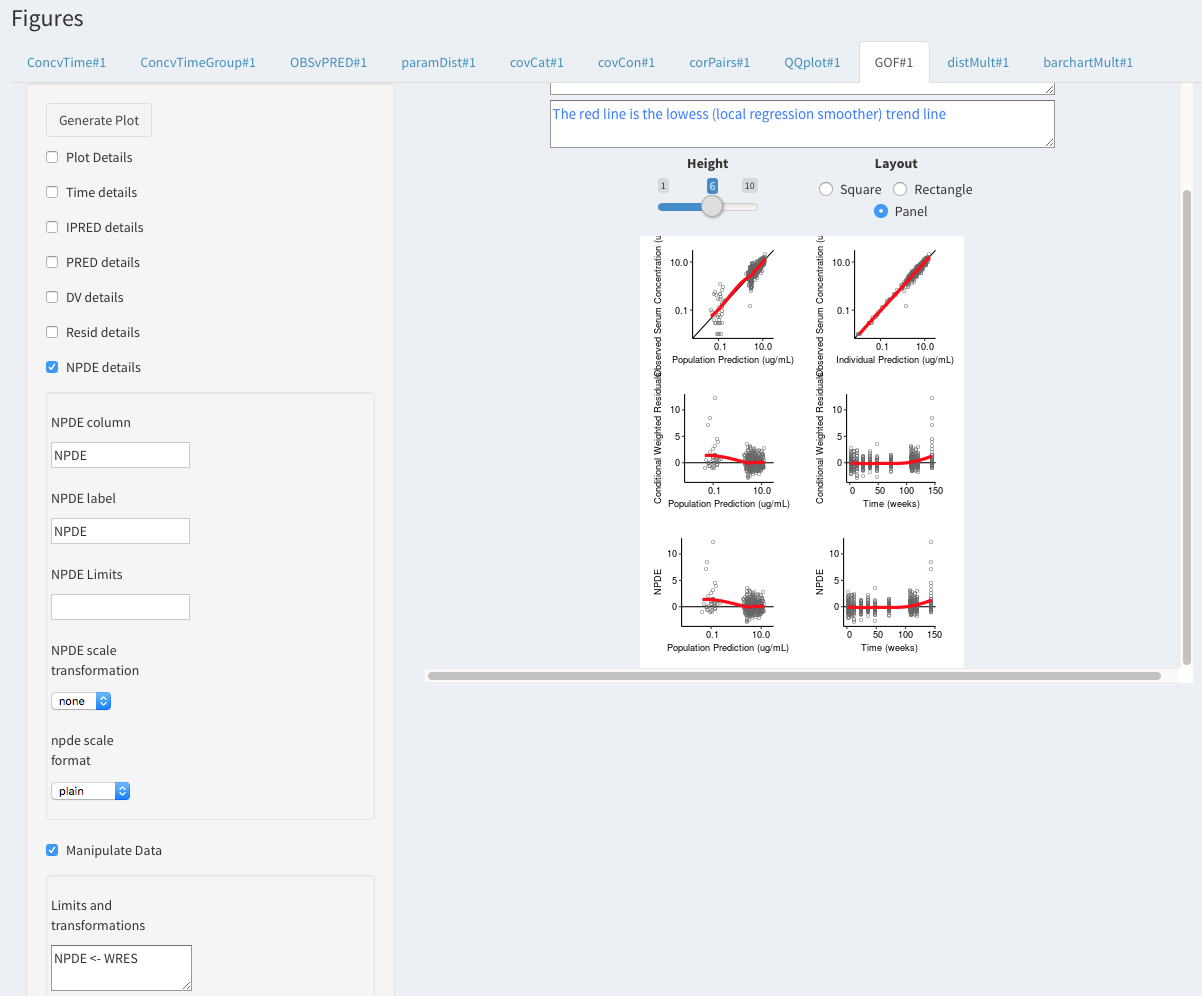 Figures
ConcvTime#1 ConcvTimeGroup#1 OBSvPRED#1 paramDist#1 covCat#1 covCon#1 corPairs#1 QQplot#1 GOF#1 distMult#1 barchartMult#1
Generate Plot
Plot Details
Time details
IPRED details
PRED details
DV details
Resid details
NPDE details
NPDE column
NPDE
NPDE label
NPDE
NPDE Limits
NPDE scale
transformation
none
npde scale
format
plain
Manipulate Data
Limits and
transformations
NPDE <- WRES
The red line is the lowess (local regression smoother) trend line
Height
1 6 10
Layout
Square Rectangle
Panel
Observed Serum Concentration (u
10.0
0.1
0.1 10.0
Population Prediction (ug/mL)
Observed Serum Concentration (u
10.0
0.1
0.1 10.0
Individual Prediction (ug/mL)
Conditional Weighted Residuals
10
5
0
0.1 10.0
Population Prediction (ug/mL)
Conditional Weighted Residuals
10
5
0
0 50 100 150
Time (weeks)
NPDE
10
5
0
0.1 10.0
Population Prediction (ug/mL)
NPDE
10
5
0
0 50 100 150
Time (weeks)